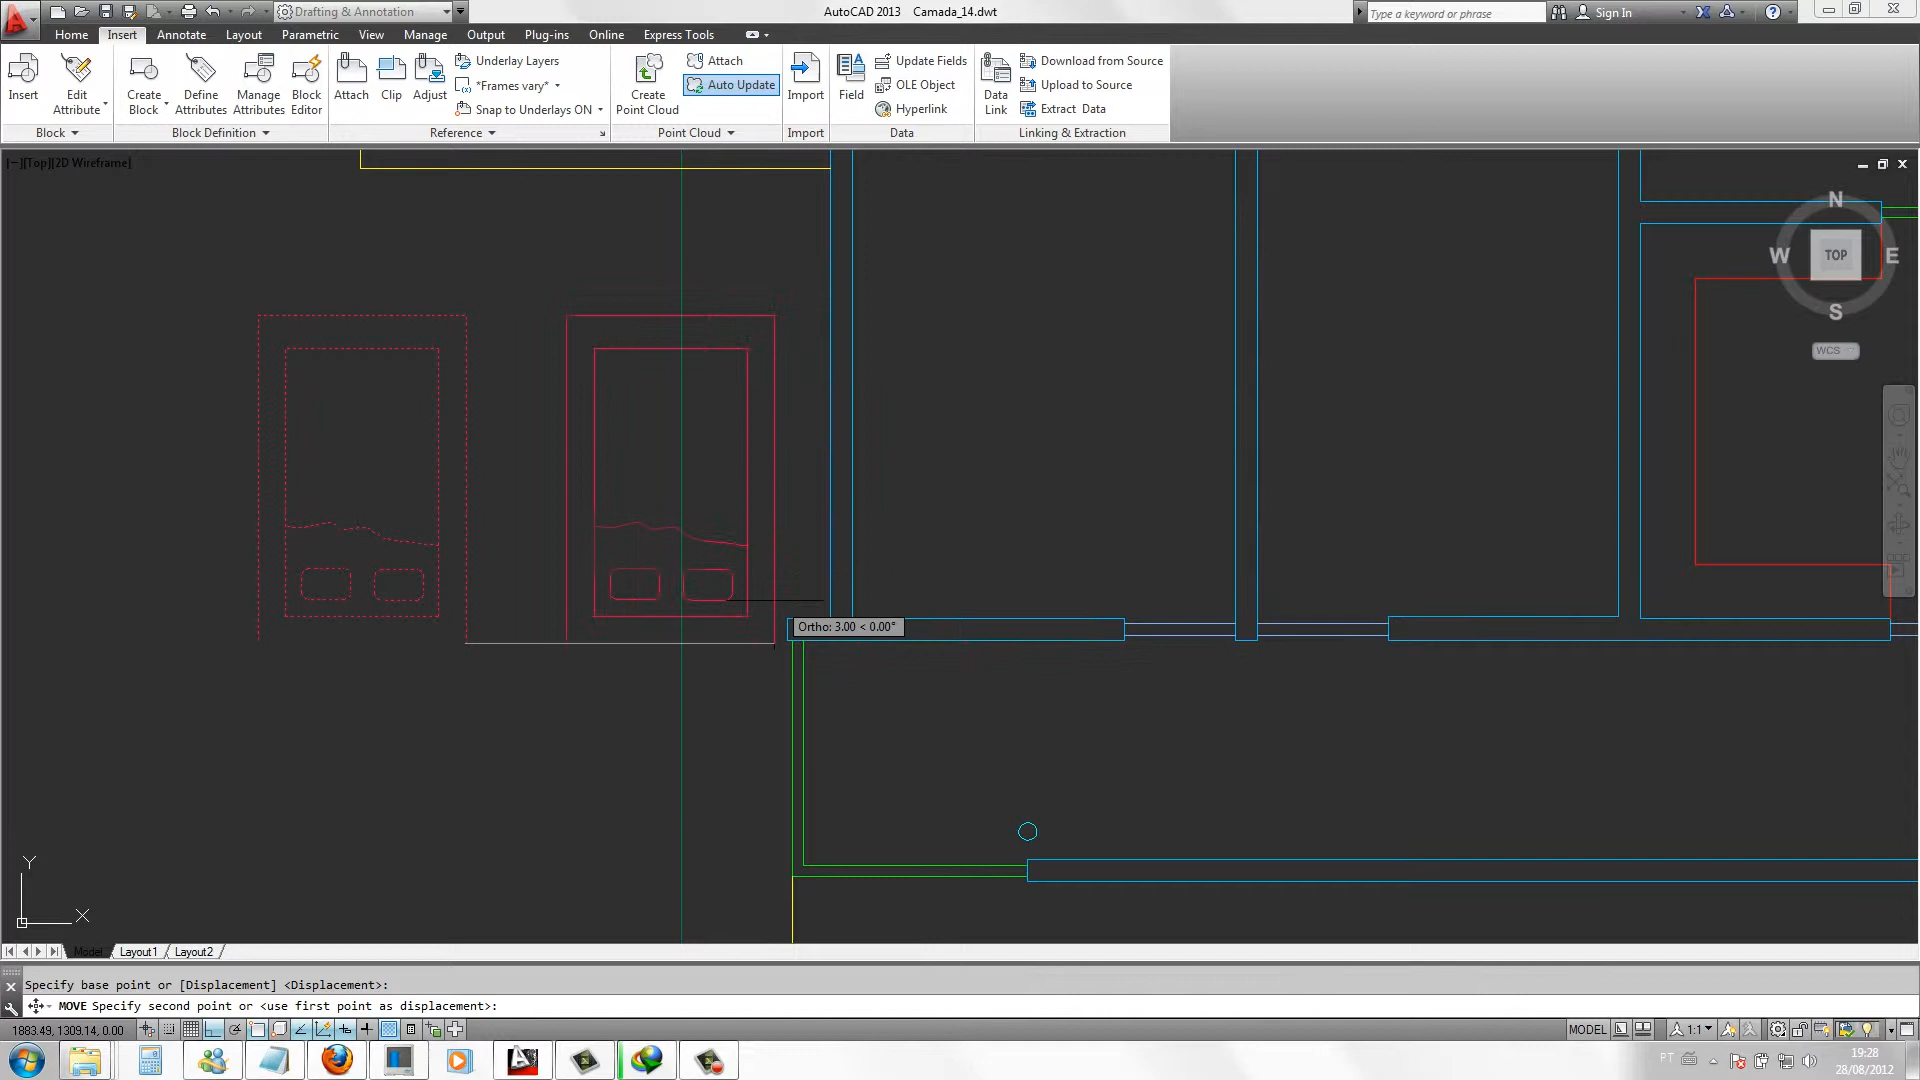 Drafting & Annotation
AutoCAD 2013 Camada_14.dwt
Type a keyword or phrase
Sign In
Home Insert Annotate Layout Parametric View Manage Output Plug-ins Online Express Tools
Insert
Edit Attribute
Create Block
Define Attributes
Manage Attributes
Block Editor
Attach
Clip
Adjust
Underlay Layers
*Frames vary*
Snap to Underlays ON
Create Point Cloud
Attach
Auto Update
Import
Field
Update Fields
OLE Object
Hyperlink
Data Link
Download from Source
Upload to Source
Extract Data
Block Block Definition Reference Point Cloud Import Data Linking & Extraction
[−][Top][2D Wireframe]
N
W TOP E
S
WCS
Ortho: 3.00 < 0.00°
Y
X
Model Layout1 Layout2
Specify base point or [Displacement] <Displacement>:
MOVE Specify second point or <use first point as displacement>:
1883.49, 1309.14, 0.00
MODEL
1:1
PT
19:28
28/08/2012